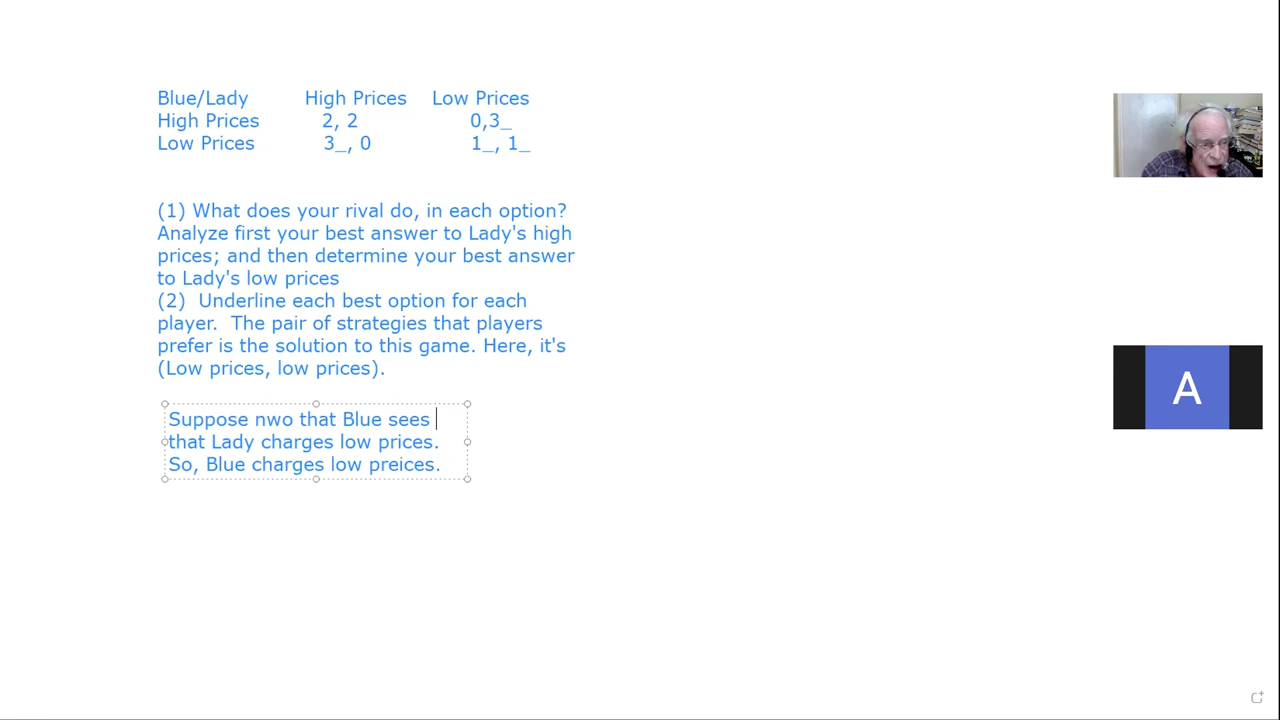 Blue/Lady High Prices Low Prices
High Prices 2, 2 0,3_
Low Prices 3_, 0 1_, 1_
(1) What does your rival do, in each option?
Analyze first your best answer to Lady's high
prices; and then determine your best answer
to Lady's low prices
(2) Underline each best option for each
player. The pair of strategies that players
prefer is the solution to this game. Here, it's
(Low prices, low prices).
Suppose nwo that Blue sees
that Lady charges low prices.
So, Blue charges low preices.
A